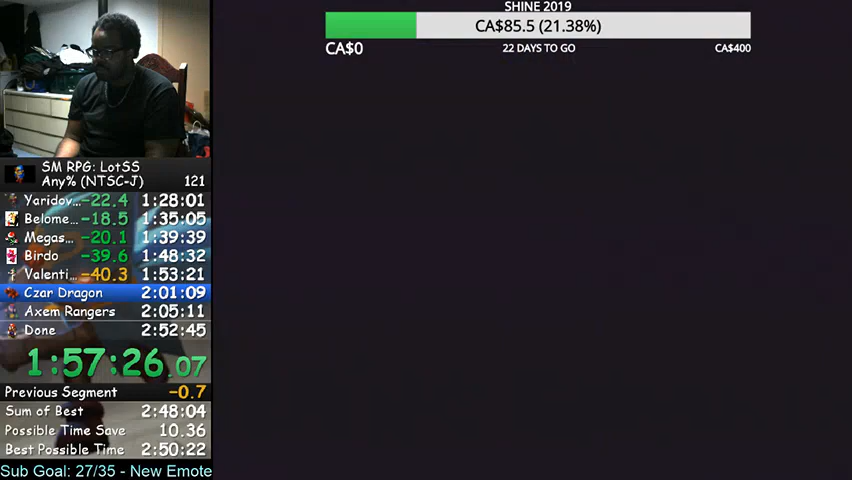 SHINE 2019
CA$85.5 (21.38%)
CA$0
22 DAYS TO GO
CA$400
SM RPG: LotSS
Any% (NTSC-J) 121
Yaridov... -22.4 1:28:01
Belome... -18.5 1:35:05
Megas... -20.1 1:39:39
Birdo -39.6 1:48:32
Valenti... -40.3 1:53:21
Czar Dragon 2:01:09
Axem Rangers 2:05:11
Done 2:52:45
1:57:26.07
Previous Segment -0.7
Sum of Best 2:48:04
Possible Time Save 10.36
Best Possible Time 2:50:22
Sub Goal: 27/35 - New Emote